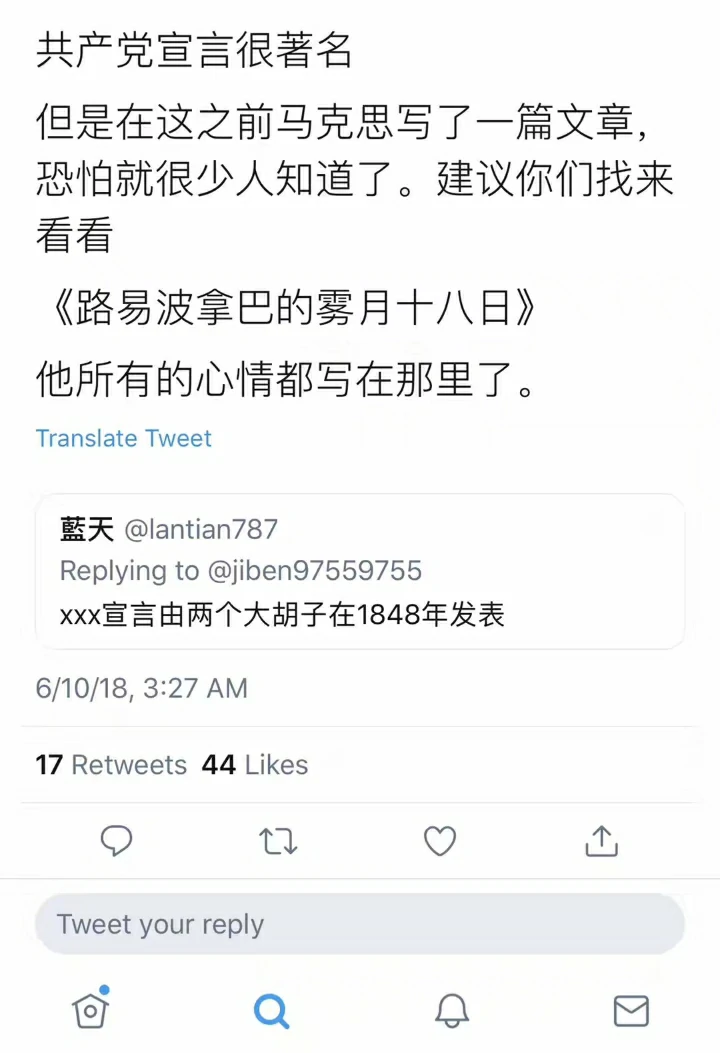 共产党宣言很著名
但是在这之前马克思写了一篇文章，
恐怕就很少人知道了。建议你们找来
看看
《路易波拿巴的雾月十八日》
他所有的心情都写在那里了。
Translate Tweet
藍天 @lantian787
Replying to @jiben97559755
xxx宣言由两个大胡子在1848年发表
6/10/18, 3:27 AM
17 Retweets 44 Likes
Tweet your reply